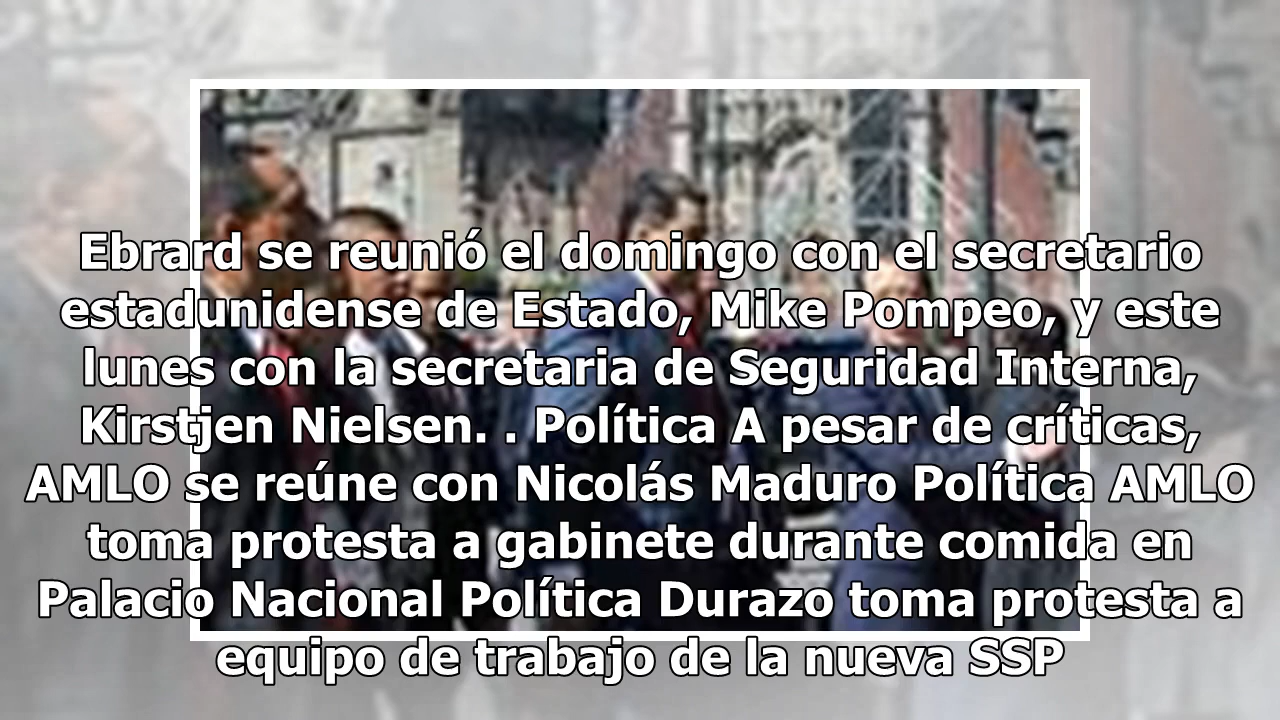 Ebrard se reunió el domingo con el secretario
estadunidense de Estado, Mike Pompeo, y este
lunes con la secretaria de Seguridad Interna,
Kirstjen Nielsen. . Política A pesar de críticas,
AMLO se reúne con Nicolás Maduro Política AMLO
toma protesta a gabinete durante comida en
Palacio Nacional Política Durazo toma protesta a
equipo de trabajo de la nueva SSP